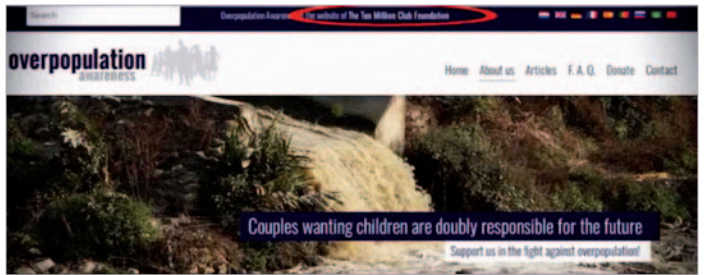 Search
Overpopulation Awareness the website of The Ten Million Club Foundation
overpopulation
awareness
Home About us Articles F. A. Q. Donate Contact
Couples wanting children are doubly responsible for the future
Support us in the fight against overpopulation!